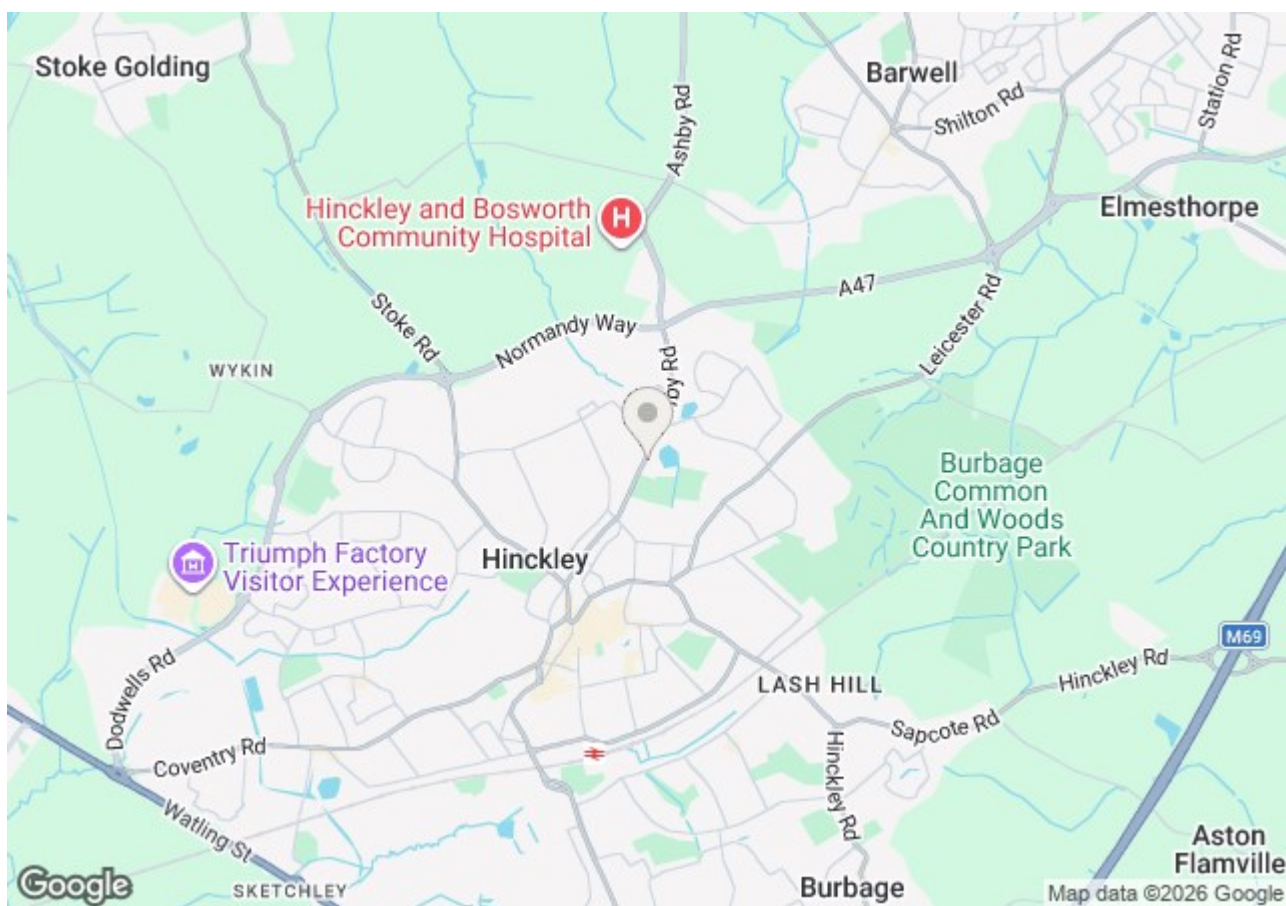 Stoke Golding
Barwell
Station Rd
Ashby Rd
Shilton Rd
Hinckley and Bosworth
Community Hospital
H
Elmesthorpe
A47
Stoke Rd
Normandy Way
Leicester Rd
WYKIN
by Rd
Burbage
Common
And Woods
Country Park
Triumph Factory
Visitor Experience
Hinckley
M69
Dodwells Rd
Hinckley Rd
LASH HILL
Sapcote Rd
Coventry Rd
Hinckley Rd
Watling St
Aston
Flamville
Google
SKETCHLEY
Burbage
Map data ©2026 Google